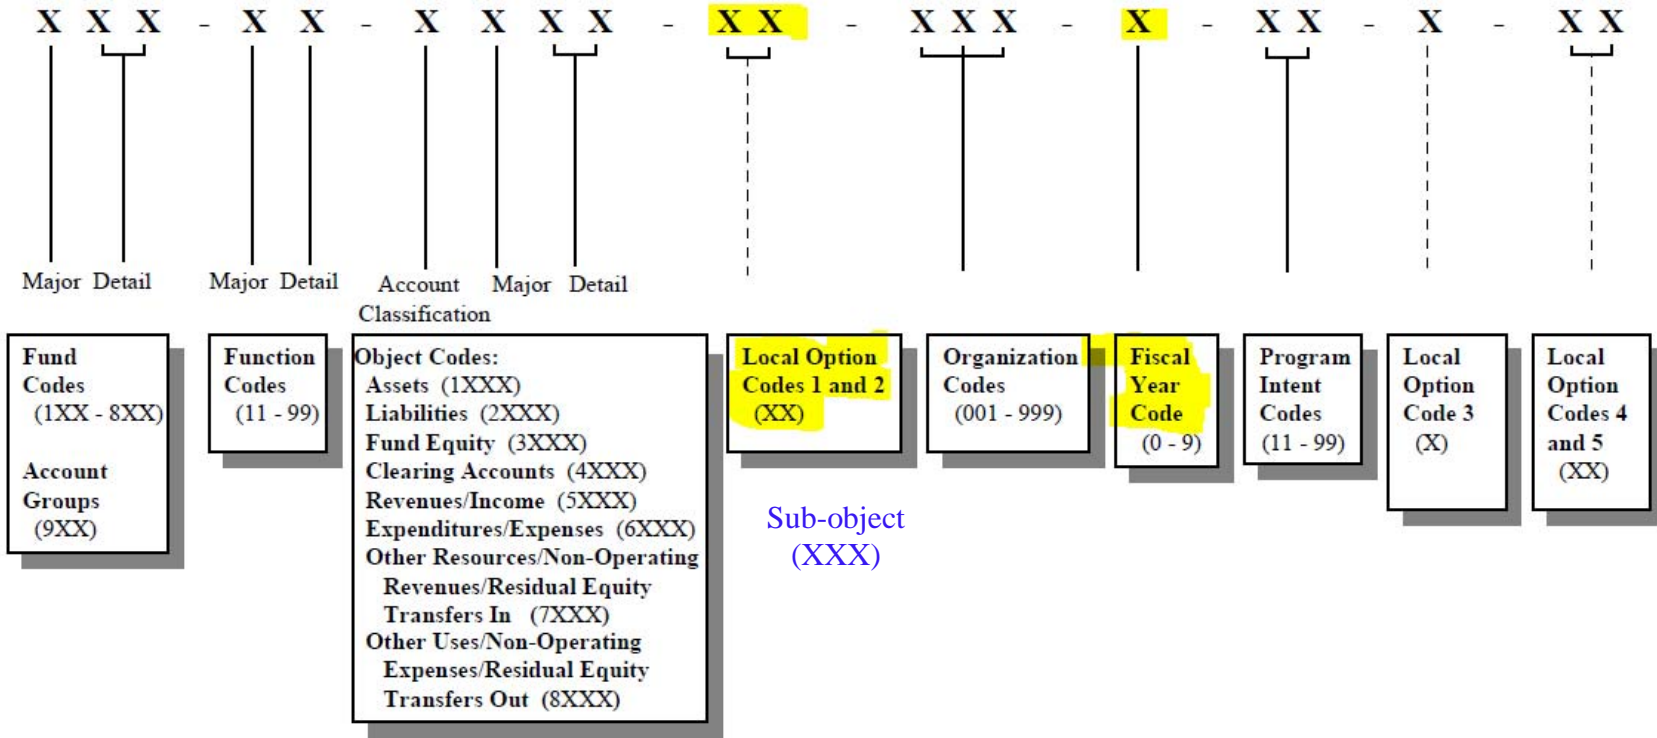 X X X - X X - X X X X - X X - X X X - X - X X - X - X X
Major Detail Major Detail Account Classification Major Detail
Fund
Codes
(1XX - 8XX)
Account
Groups
(9XX)
Function
Codes
(11 - 99)
Object Codes:
Assets (1XXX)
Liabilities (2XXX)
Fund Equity (3XXX)
Clearing Accounts (4XXX)
Revenues/Income (5XXX)
Expenditures/Expenses (6XXX)
Other Resources/Non-Operating
Revenues/Residual Equity
Transfers In (7XXX)
Other Uses/Non-Operating
Expenses/Residual Equity
Transfers Out (8XXX)
Local Option
Codes 1 and 2
(XX)
Sub-object
(XXX)
Organization
Codes
(001 - 999)
Fiscal
Year
Code
(0 - 9)
Program
Intent
Codes
(11 - 99)
Local
Option
Code 3
(X)
Local
Option
Codes 4
and 5
(XX)